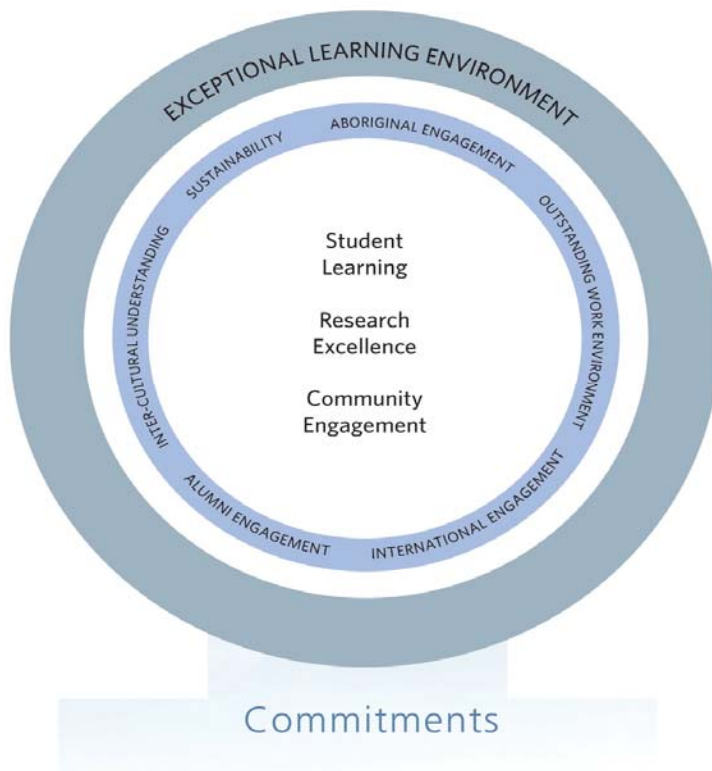 EXCEPTIONAL LEARNING ENVIRONMENT
ABORIGINAL ENGAGEMENT
OUTSTANDING WORK ENVIRONMENT
INTERNATIONAL ENGAGEMENT
ALUMNI ENGAGEMENT
INTER-CULTURAL UNDERSTANDING
SUSTAINABILITY
Student
Learning
Research
Excellence
Community
Engagement
Commitments